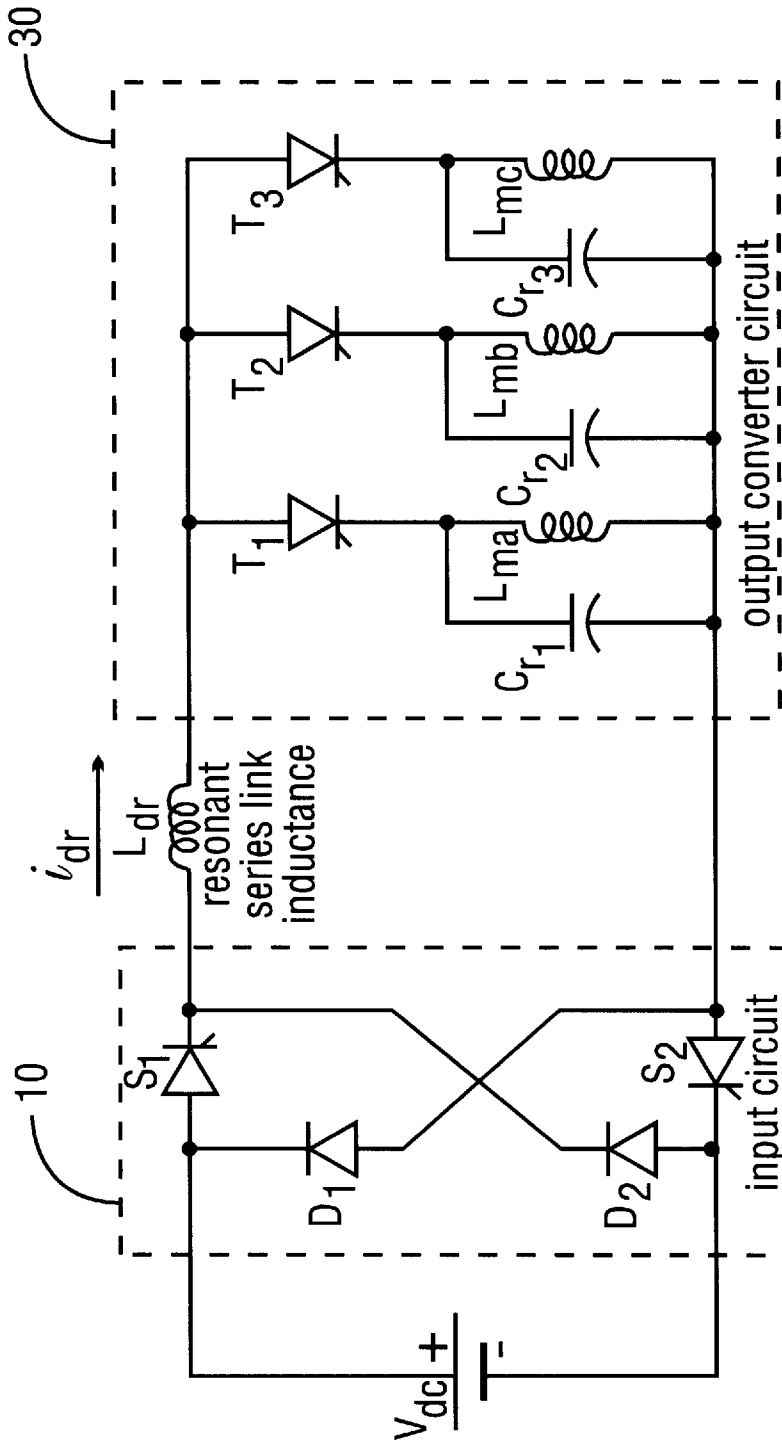 10
30
i_dr
L_dr
resonant
series link
inductance
V_dc
+
-
S_1
D_1
D_2
S_2
input circuit
T_1
T_2
T_3
C_r1
L_ma
C_r2
L_mb
C_r3
L_mc
output converter circuit